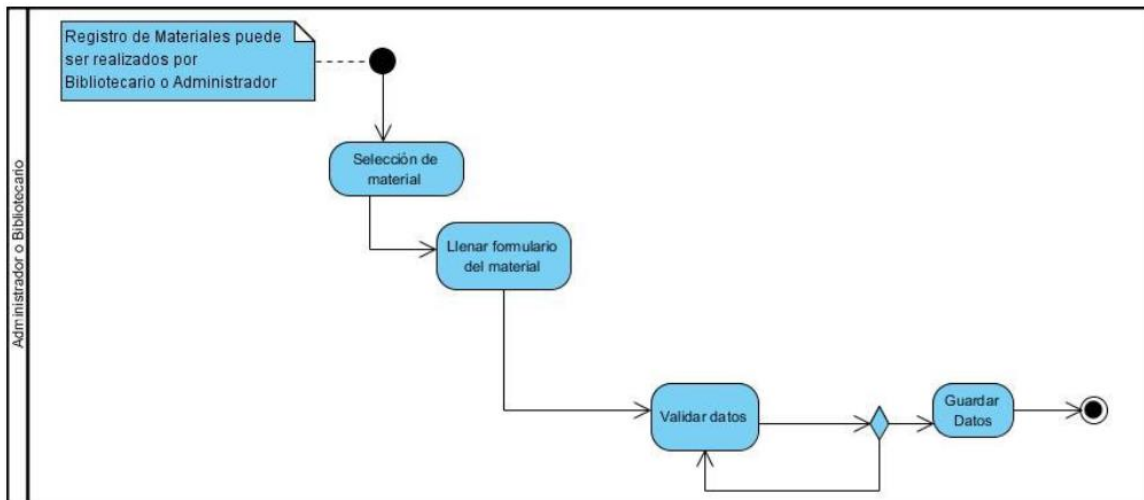 Registro de Materiales puede
ser realizados por
Bibliotecario o Administrador
Administrador o Bibliotecario
Selección de
material
Llenar formulario
del material
Validar datos
Guardar
Datos